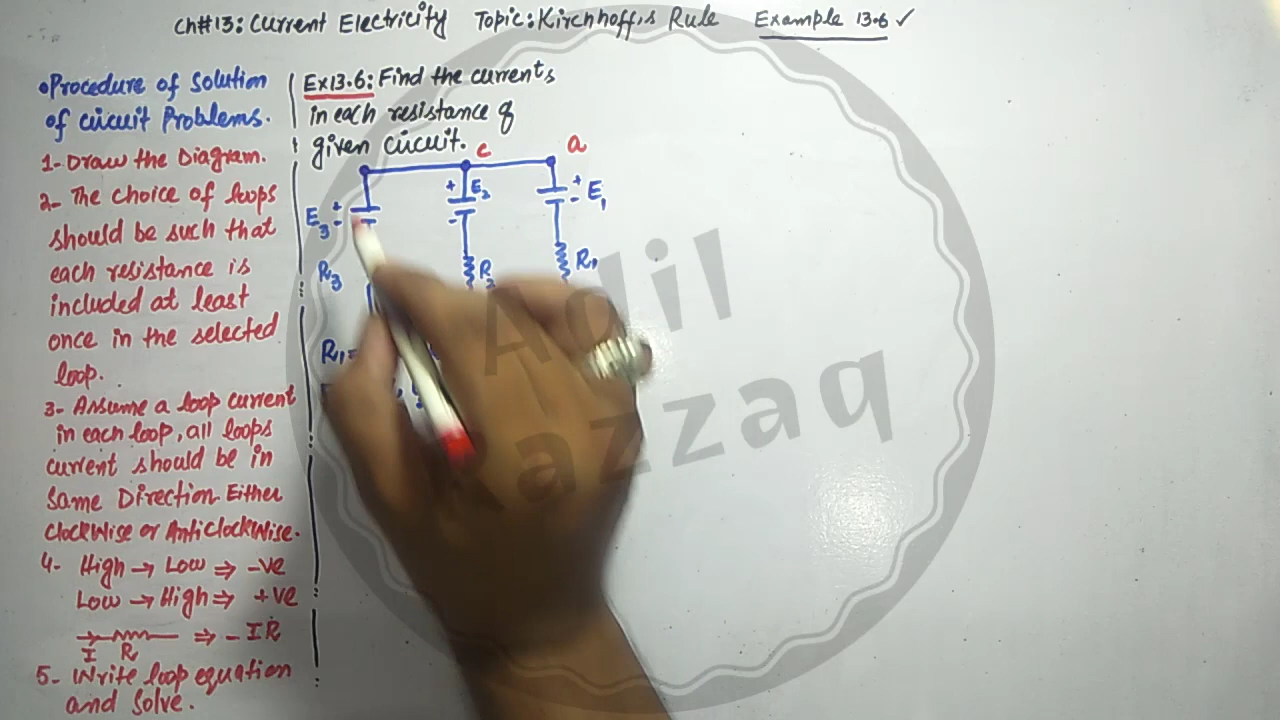 Ch#13: Current Electricity Topic: Kirchhoff,s Rule Example 13.6 ✓
•Procedure of Solution
of circuit Problems.
1- Draw the Diagram.
2- The choice of loops
should be such that
each resistance is
included at least
once in the selected
loop.
3- Assume a loop current
in each loop, all loops
current should be in
Same Direction Either
Clockwise or AntiClockWise.
4- High → Low ⇒ -ve
Low → High ⇒ +ve
⇒ - IR
I R
5- Write loop equation
and solve.
Ex13.6: Find the currents
in each resistance of
given circuit.
c a
+ E2 + E1
- -
E3 + -
R3 R2 R1
R1=
Adil
Razzaq